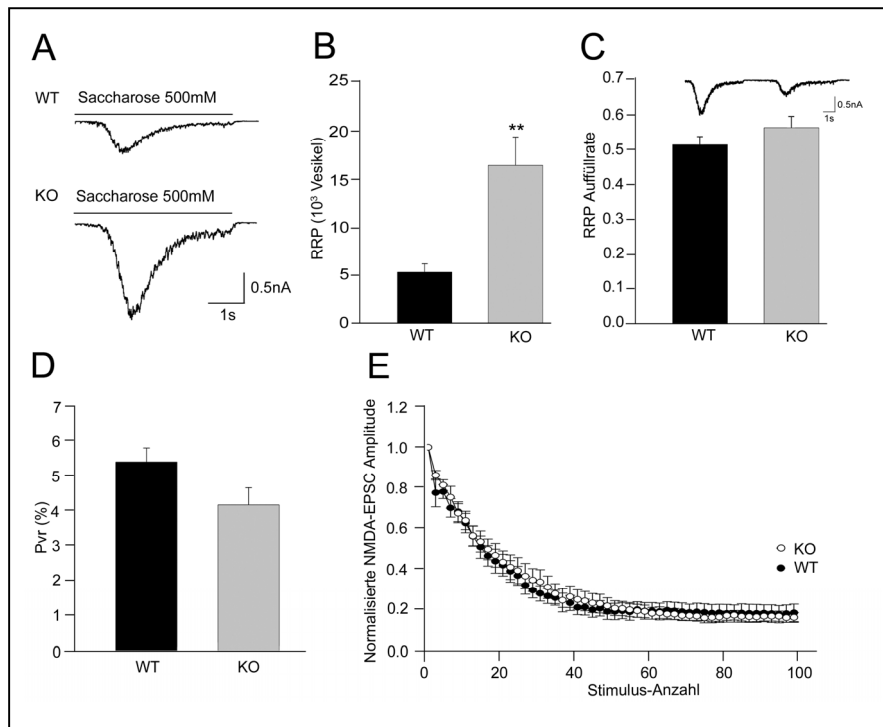 A
WT
Saccharose 500mM
KO
Saccharose 500mM
0.5nA
1s
B
RRP (10³ Vesikel)
25
20
15
10
5
0
**
WT
KO
C
RRP Auffüllrate
0.7
0.6
0.5
0.4
0.3
0.2
0.1
0.0
0.5nA
1s
WT
KO
D
Pvr (%)
7
6
5
4
3
2
1
0
WT
KO
E
Normalisierte NMDA-EPSC Amplitude
1.2
1.0
0.8
0.6
0.4
0.2
0.0
0
20
40
60
80
100
Stimulus-Anzahl
KO
WT